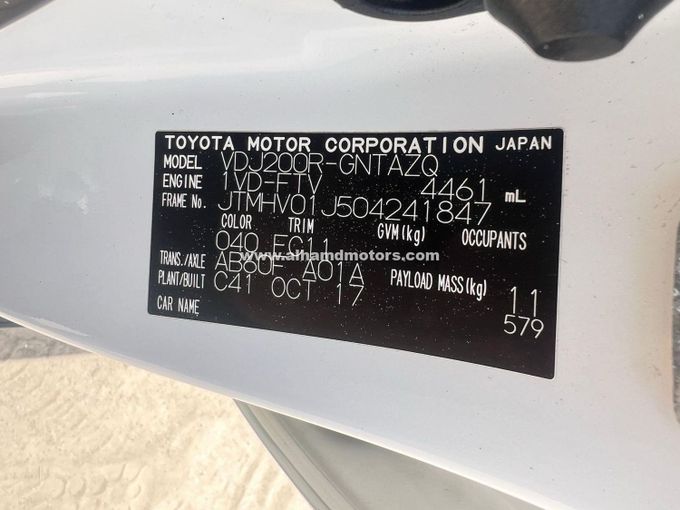 TOYOTA MOTOR CORPORATION JAPAN
MODEL VDJ200R-GNTAZQ
ENGINE 1VD-FTV 4461 mL
FRAME No. JTMHV01J504241847
COLOR TRIM GVM(kg) OCCUPANTS
040 FC11
www.alhamdmotors.com
TRANS./AXLE AB60F A01A
PLANT/BUILT C41 OCT 17 PAYLOAD MASS(kg) 11
CAR NAME 579